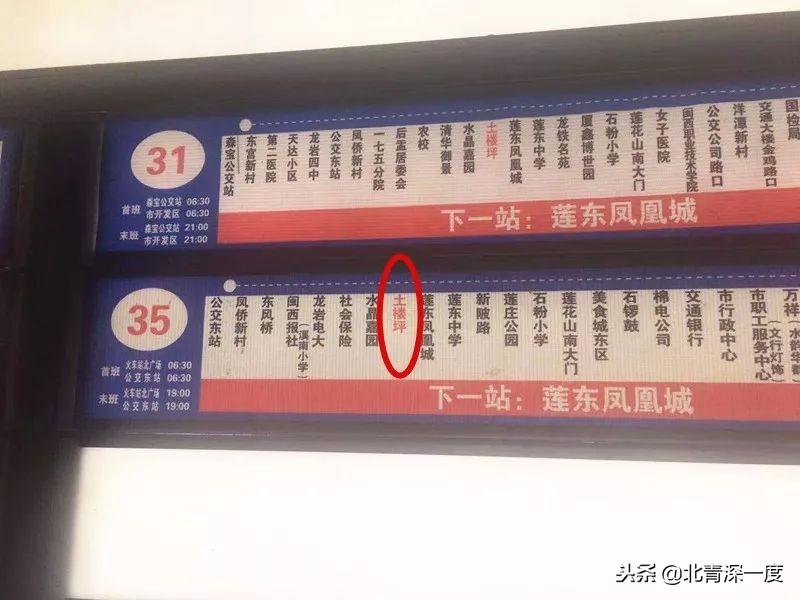 31
首班 森宝公交站 06:30
市开发区 06:30
末班 森宝公交站 21:00
市开发区 21:00
森宝公交站
东宫新村
第二医院
天达小区
龙岩四中
公交东站
凤侨新村
一七五分院
后盂居委会
农校
清华御景
水晶嘉园
土楼坪
莲东凤凰城
莲东中学
龙铁名苑
厦鑫博世园
石粉小学
莲花山南大门
女子医院
闽西职业技术学院
公交公司路口
洋潭新村
交通大楼金鸡路口
国检局
下一站：莲东凤凰城
35
首班 火车站北广场 06:30
公交东站 06:30
末班 火车站北广场 19:00
公交东站 19:00
公交东站
凤侨新村
东风桥
闽西报社(溪南小学)
龙岩电大
社会保险
水晶嘉园
土楼坪
莲东凤凰城
莲东中学
新陂路
莲庄公园
石粉小学
莲花山南大门
美食城东区
石锣鼓
棉电公司
交通银行
市行政中心
市职工服务中心
万祥·水韵华都(文行灯饰)
下一站：莲东凤凰城
头条 @北青深一度